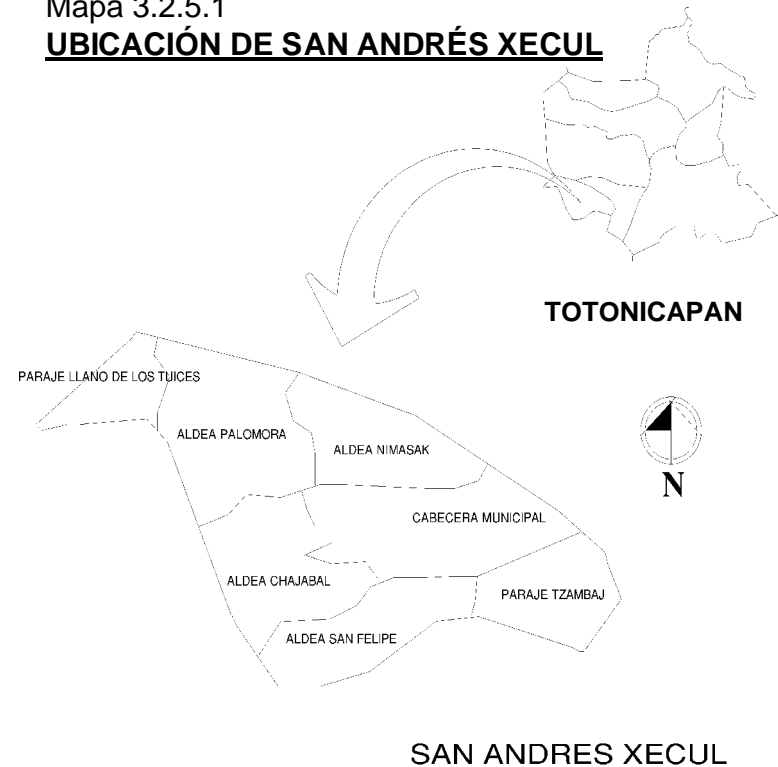 Mapa 3.2.5.1
UBICACIÓN DE SAN ANDRÉS XECUL
TOTONICAPAN
PARAJE LLANO DE LOS TUICES
ALDEA PALOMORA
ALDEA NIMASAK
N
CABECERA MUNICIPAL
ALDEA CHAJABAL
PARAJE TZAMBAJ
ALDEA SAN FELIPE
SAN ANDRES XECUL